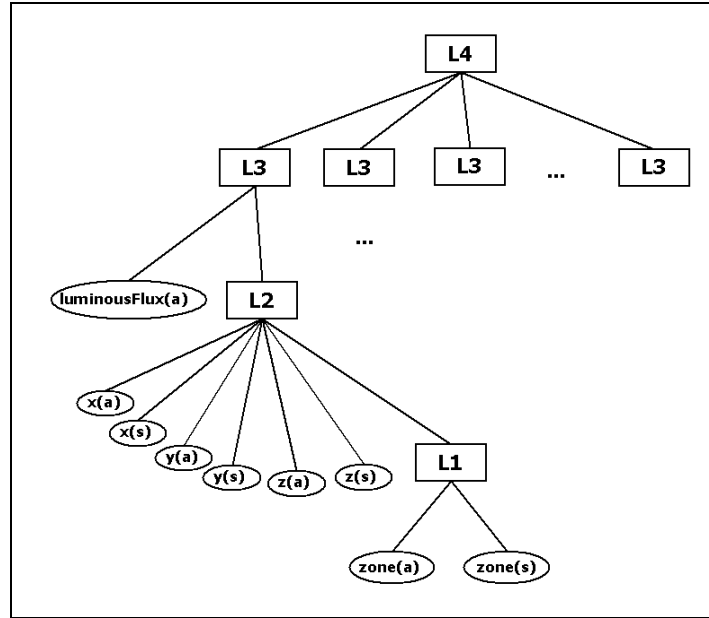 L4
L3 L3 L3 ... L3
...
luminousFlux(a) L2
x(a)
x(s)
y(a)
y(s) z(a) z(s)
L1
zone(a) zone(s)